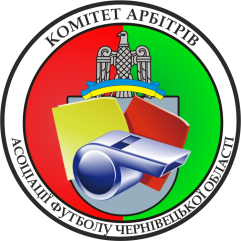 КОМІТЕТ АРБІТРІВ
АСОЦІАЦІЇ ФУТБОЛУ ЧЕРНІВЕЦЬКОЇ ОБЛАСТІ